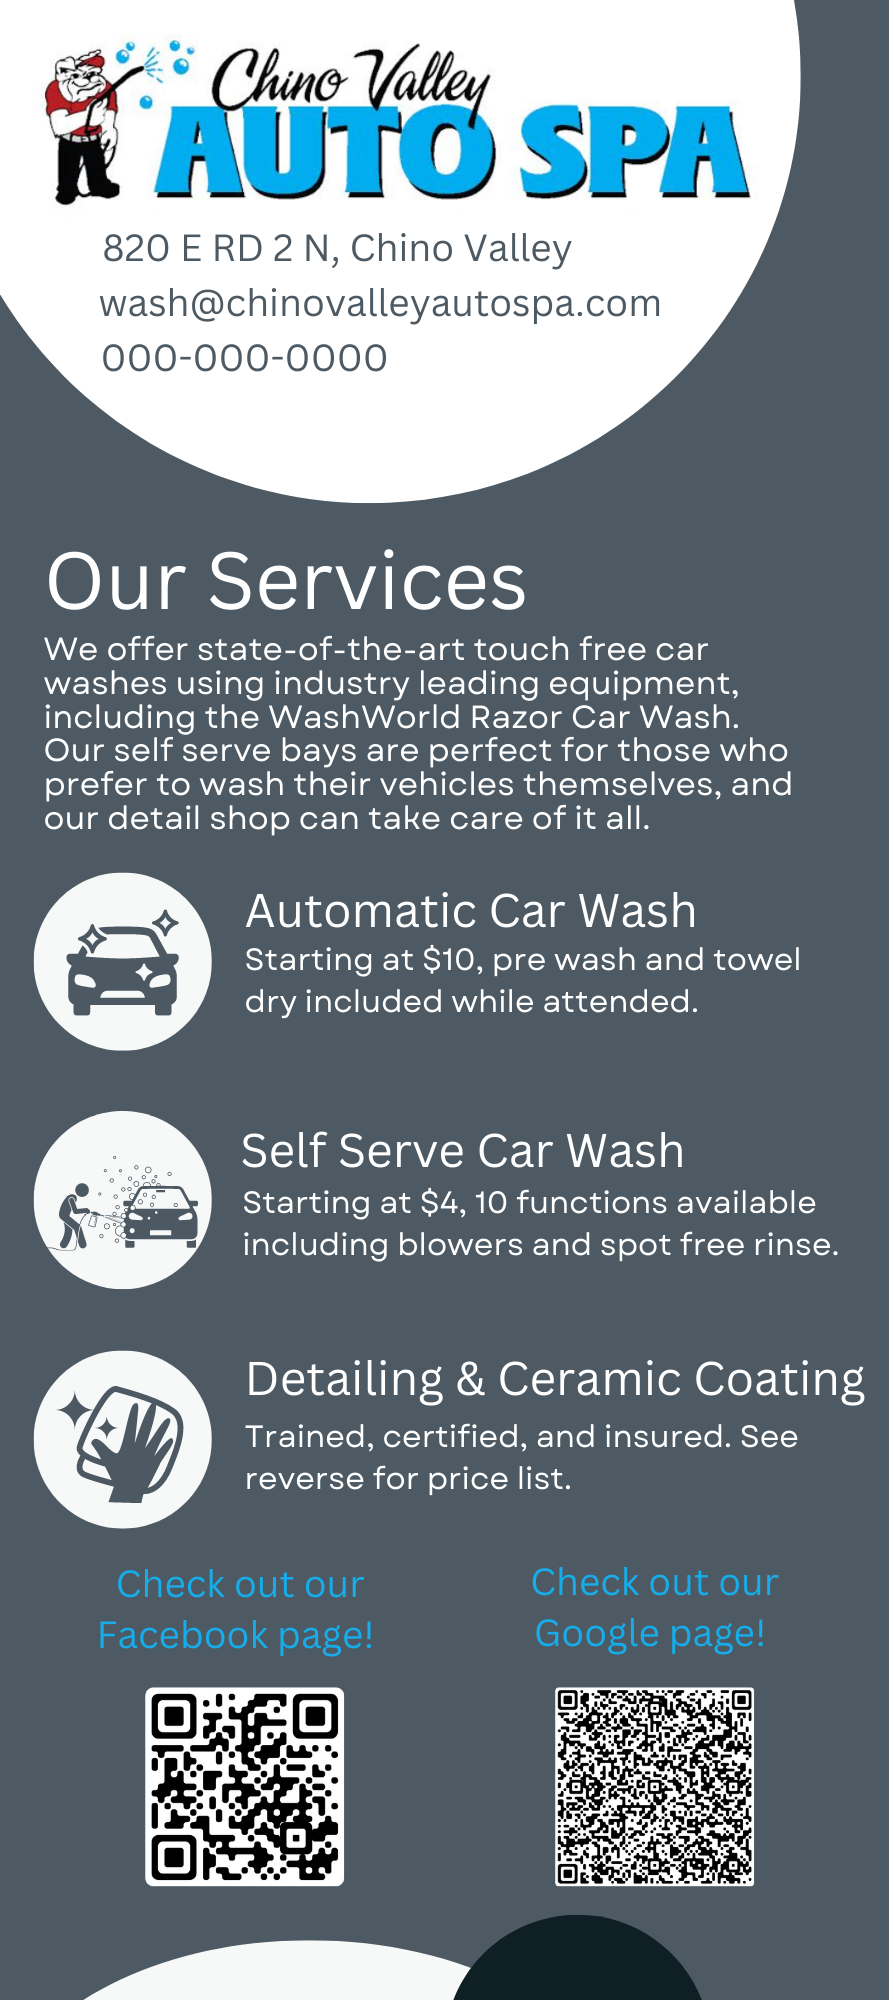 Chino Valley
AUTO SPA
820 E RD 2 N, Chino Valley
wash@chinovalleyautospa.com
000-000-0000
Our Services
We offer state-of-the-art touch free car
washes using industry leading equipment,
including the WashWorld Razor Car Wash.
Our self serve bays are perfect for those who
prefer to wash their vehicles themselves, and
our detail shop can take care of it all.
Automatic Car Wash
Starting at $10, pre wash and towel
dry included while attended.
Self Serve Car Wash
Starting at $4, 10 functions available
including blowers and spot free rinse.
Detailing & Ceramic Coating
Trained, certified, and insured. See
reverse for price list.
Check out our
Facebook page!
Check out our
Google page!